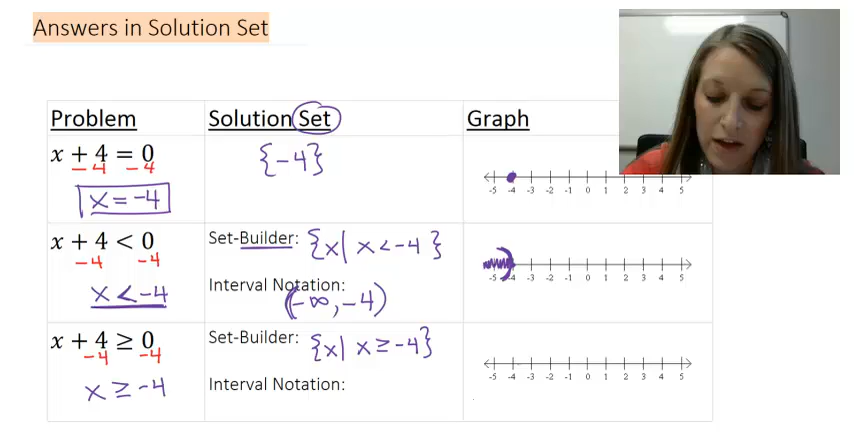 Answers in Solution Set
Problem Solution Set Graph
x + 4 = 0
-4 -4
x = -4
{-4}
-5 -4 -3 -2 -1 0 1 2 3 4 5
x + 4 < 0
-4 -4
x < -4
Set-Builder: {x| x < -4}
Interval Notation:
(-∞, -4)
-5 -4 -3 -2 -1 0 1 2 3 4 5
x + 4 ≥ 0
-4 -4
x ≥ -4
Set-Builder: {x| x ≥ -4}
Interval Notation:
-5 -4 -3 -2 -1 0 1 2 3 4 5